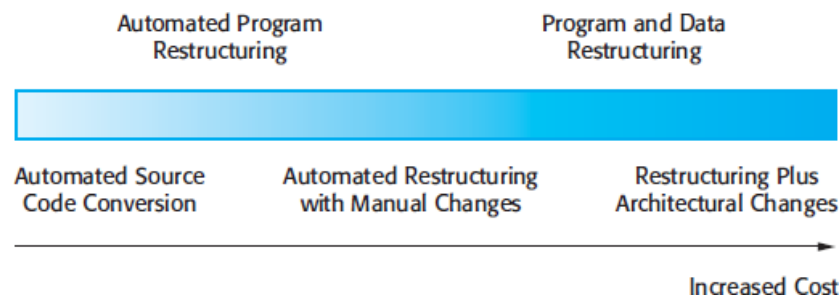 Automated Program
Restructuring
Program and Data
Restructuring
Automated Source
Code Conversion
Automated Restructuring
with Manual Changes
Restructuring Plus
Architectural Changes
Increased Cost